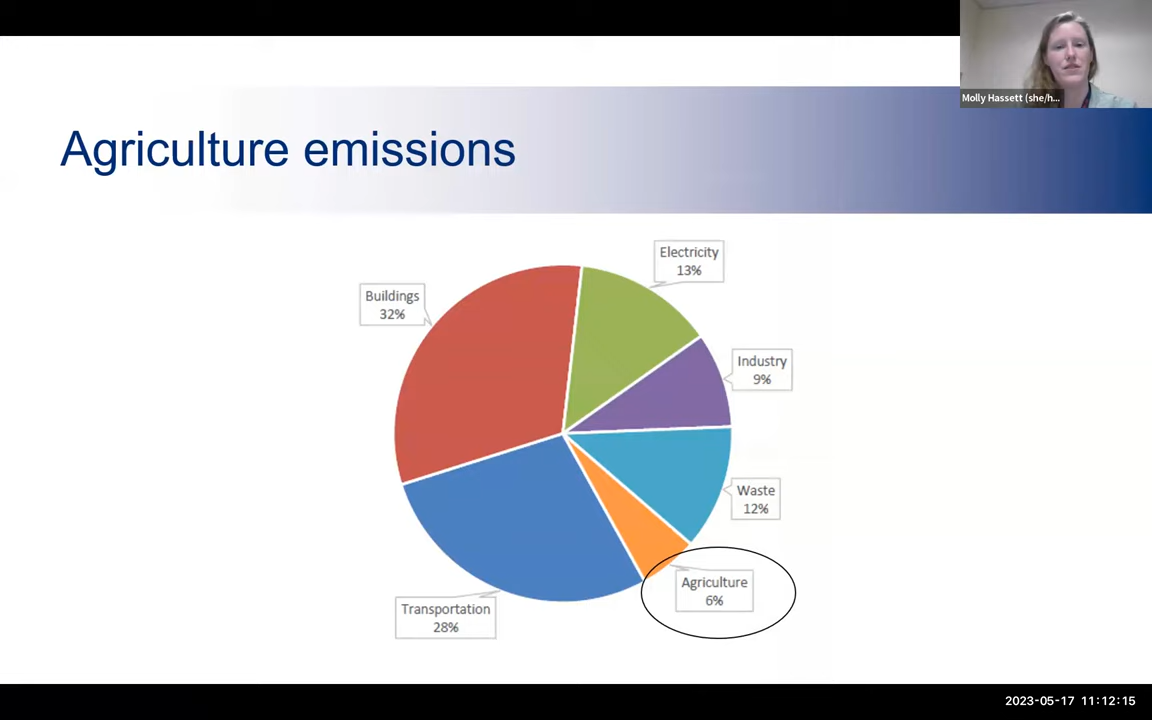 Molly Hassett (she/h...
Agriculture emissions
Electricity
13%
Buildings
32%
Industry
9%
Waste
12%
Agriculture
6%
Transportation
28%
2023-05-17 11:12:15